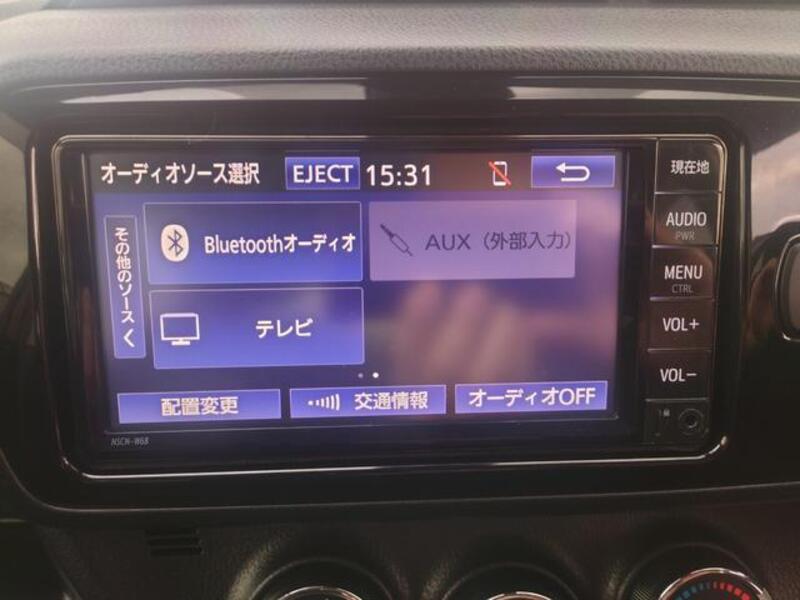 オーディオソース選択 EJECT 15:31
その他のソース く
Bluetoothオーディオ
AUX（外部入力）
テレビ
配置変更
交通情報
オーディオOFF
現在地
AUDIO
PWR
MENU
CTRL
VOL+
VOL−
NSCN-W68